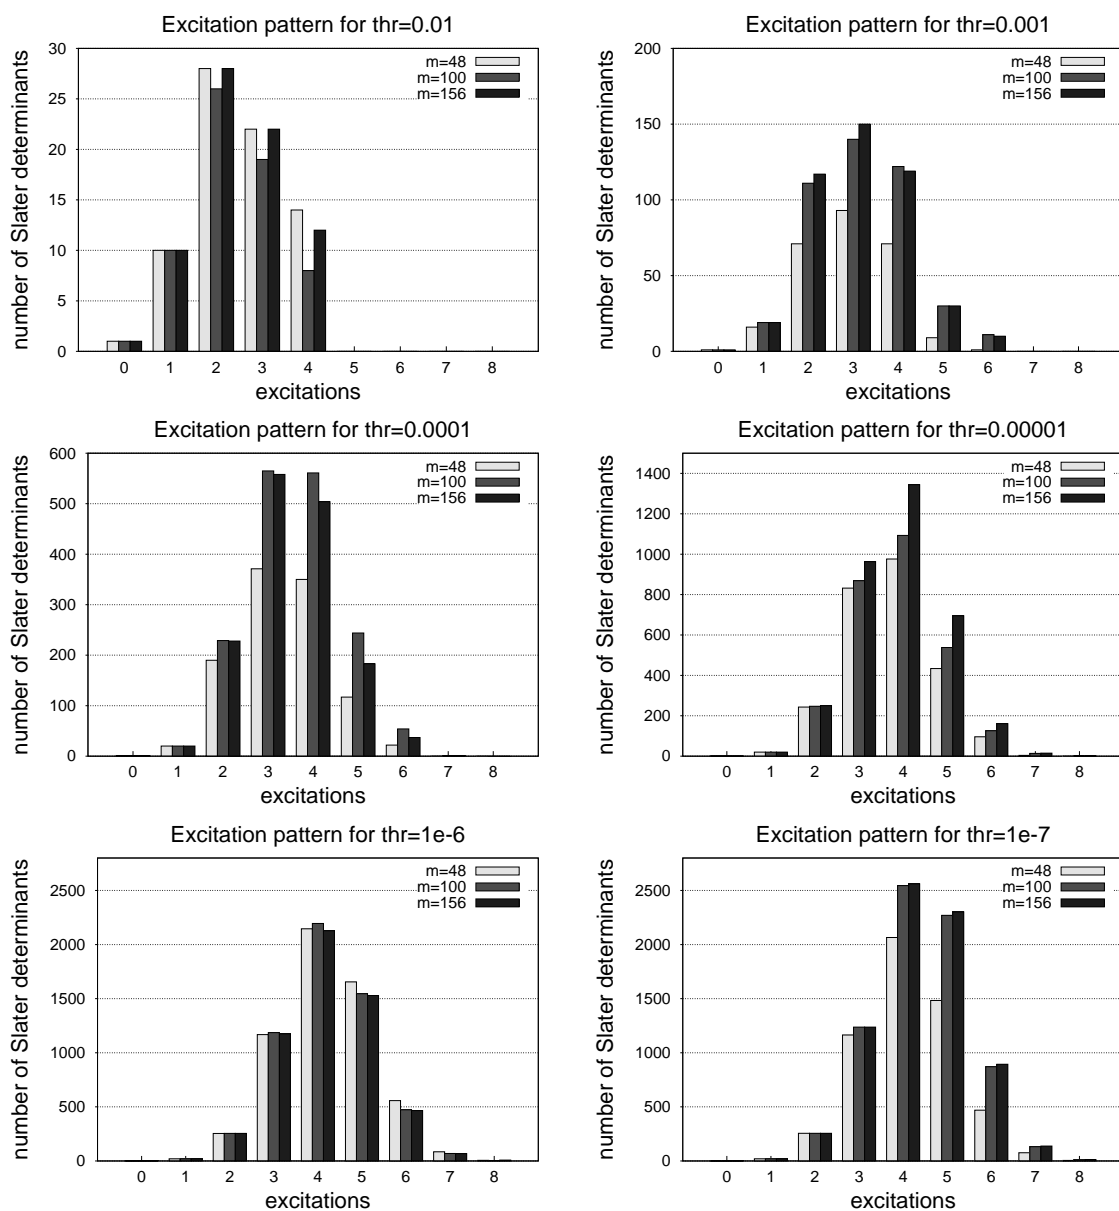 Excitation pattern for thr=0.01
number of Slater determinants
30
25
20
15
10
5
0
m=48
m=100
m=156
0 1 2 3 4 5 6 7 8
excitations
Excitation pattern for thr=0.001
number of Slater determinants
200
150
100
50
0
m=48
m=100
m=156
0 1 2 3 4 5 6 7 8
excitations
Excitation pattern for thr=0.0001
number of Slater determinants
600
500
400
300
200
100
0
m=48
m=100
m=156
0 1 2 3 4 5 6 7 8
excitations
Excitation pattern for thr=0.00001
number of Slater determinants
1400
1200
1000
800
600
400
200
0
m=48
m=100
m=156
0 1 2 3 4 5 6 7 8
excitations
Excitation pattern for thr=1e-6
number of Slater determinants
2500
2000
1500
1000
500
0
m=48
m=100
m=156
0 1 2 3 4 5 6 7 8
excitations
Excitation pattern for thr=1e-7
number of Slater determinants
2500
2000
1500
1000
500
0
m=48
m=100
m=156
0 1 2 3 4 5 6 7 8
excitations